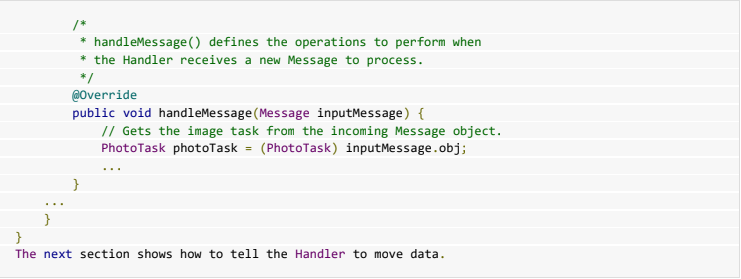 /*
* handleMessage() defines the operations to perform when
* the Handler receives a new Message to process.
*/
@Override
public void handleMessage(Message inputMessage) {
// Gets the image task from the incoming Message object.
PhotoTask photoTask = (PhotoTask) inputMessage.obj;
...
}
...
}
}
The next section shows how to tell the Handler to move data.